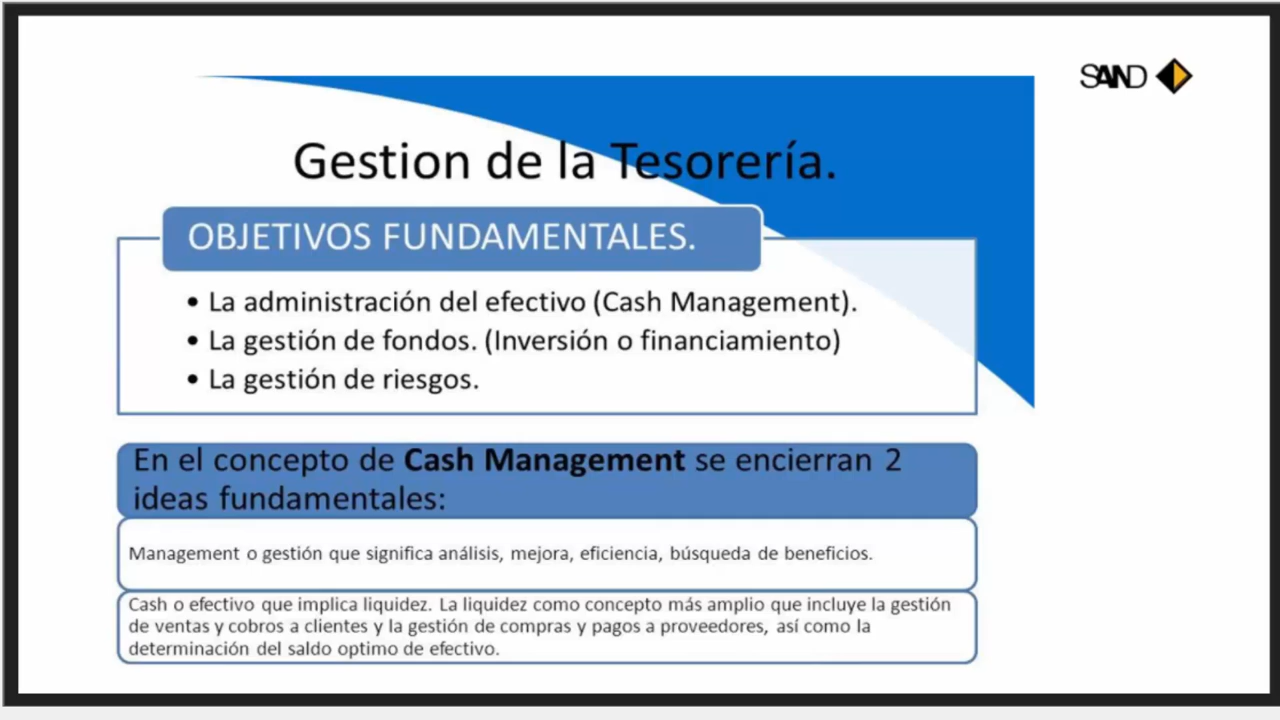 SAND
Gestion de la Tesorería.
OBJETIVOS FUNDAMENTALES.
• La administración del efectivo (Cash Management).
• La gestión de fondos. (Inversión o financiamiento)
• La gestión de riesgos.
En el concepto de Cash Management se encierran 2
ideas fundamentales:
Management o gestión que significa análisis, mejora, eficiencia, búsqueda de beneficios.
Cash o efectivo que implica liquidez. La liquidez como concepto más amplio que incluye la gestión
de ventas y cobros a clientes y la gestión de compras y pagos a proveedores, así como la
determinación del saldo optimo de efectivo.